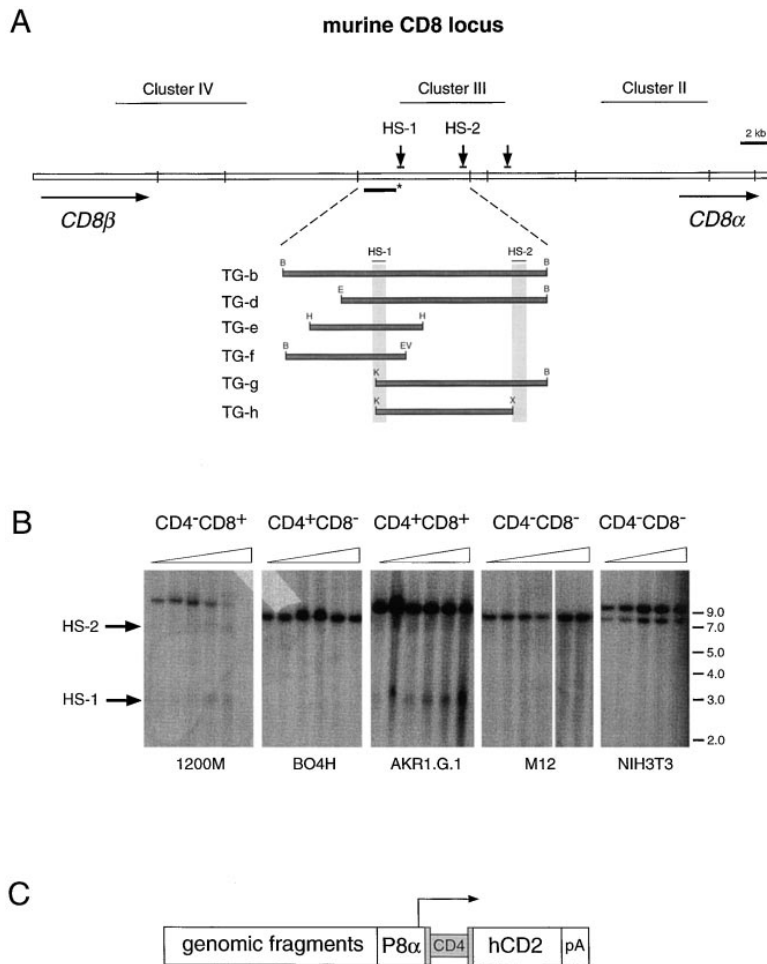 A
murine CD8 locus
Cluster IV
Cluster III
Cluster II
HS-1
HS-2
2 kb
*
CD8β
CD8α
HS-1
HS-2
TG-b
B
B
TG-d
E
B
TG-e
H
H
TG-f
B
EV
TG-g
K
B
TG-h
K
X
B
CD4⁻CD8⁺
CD4⁺CD8⁻
CD4⁺CD8⁺
CD4⁻CD8⁻
CD4⁻CD8⁻
HS-2
HS-1
9.0
7.0
5.0
4.0
3.0
2.0
1200M
BO4H
AKR1.G.1
M12
NIH3T3
C
genomic fragments
P8α
CD4
hCD2
pA